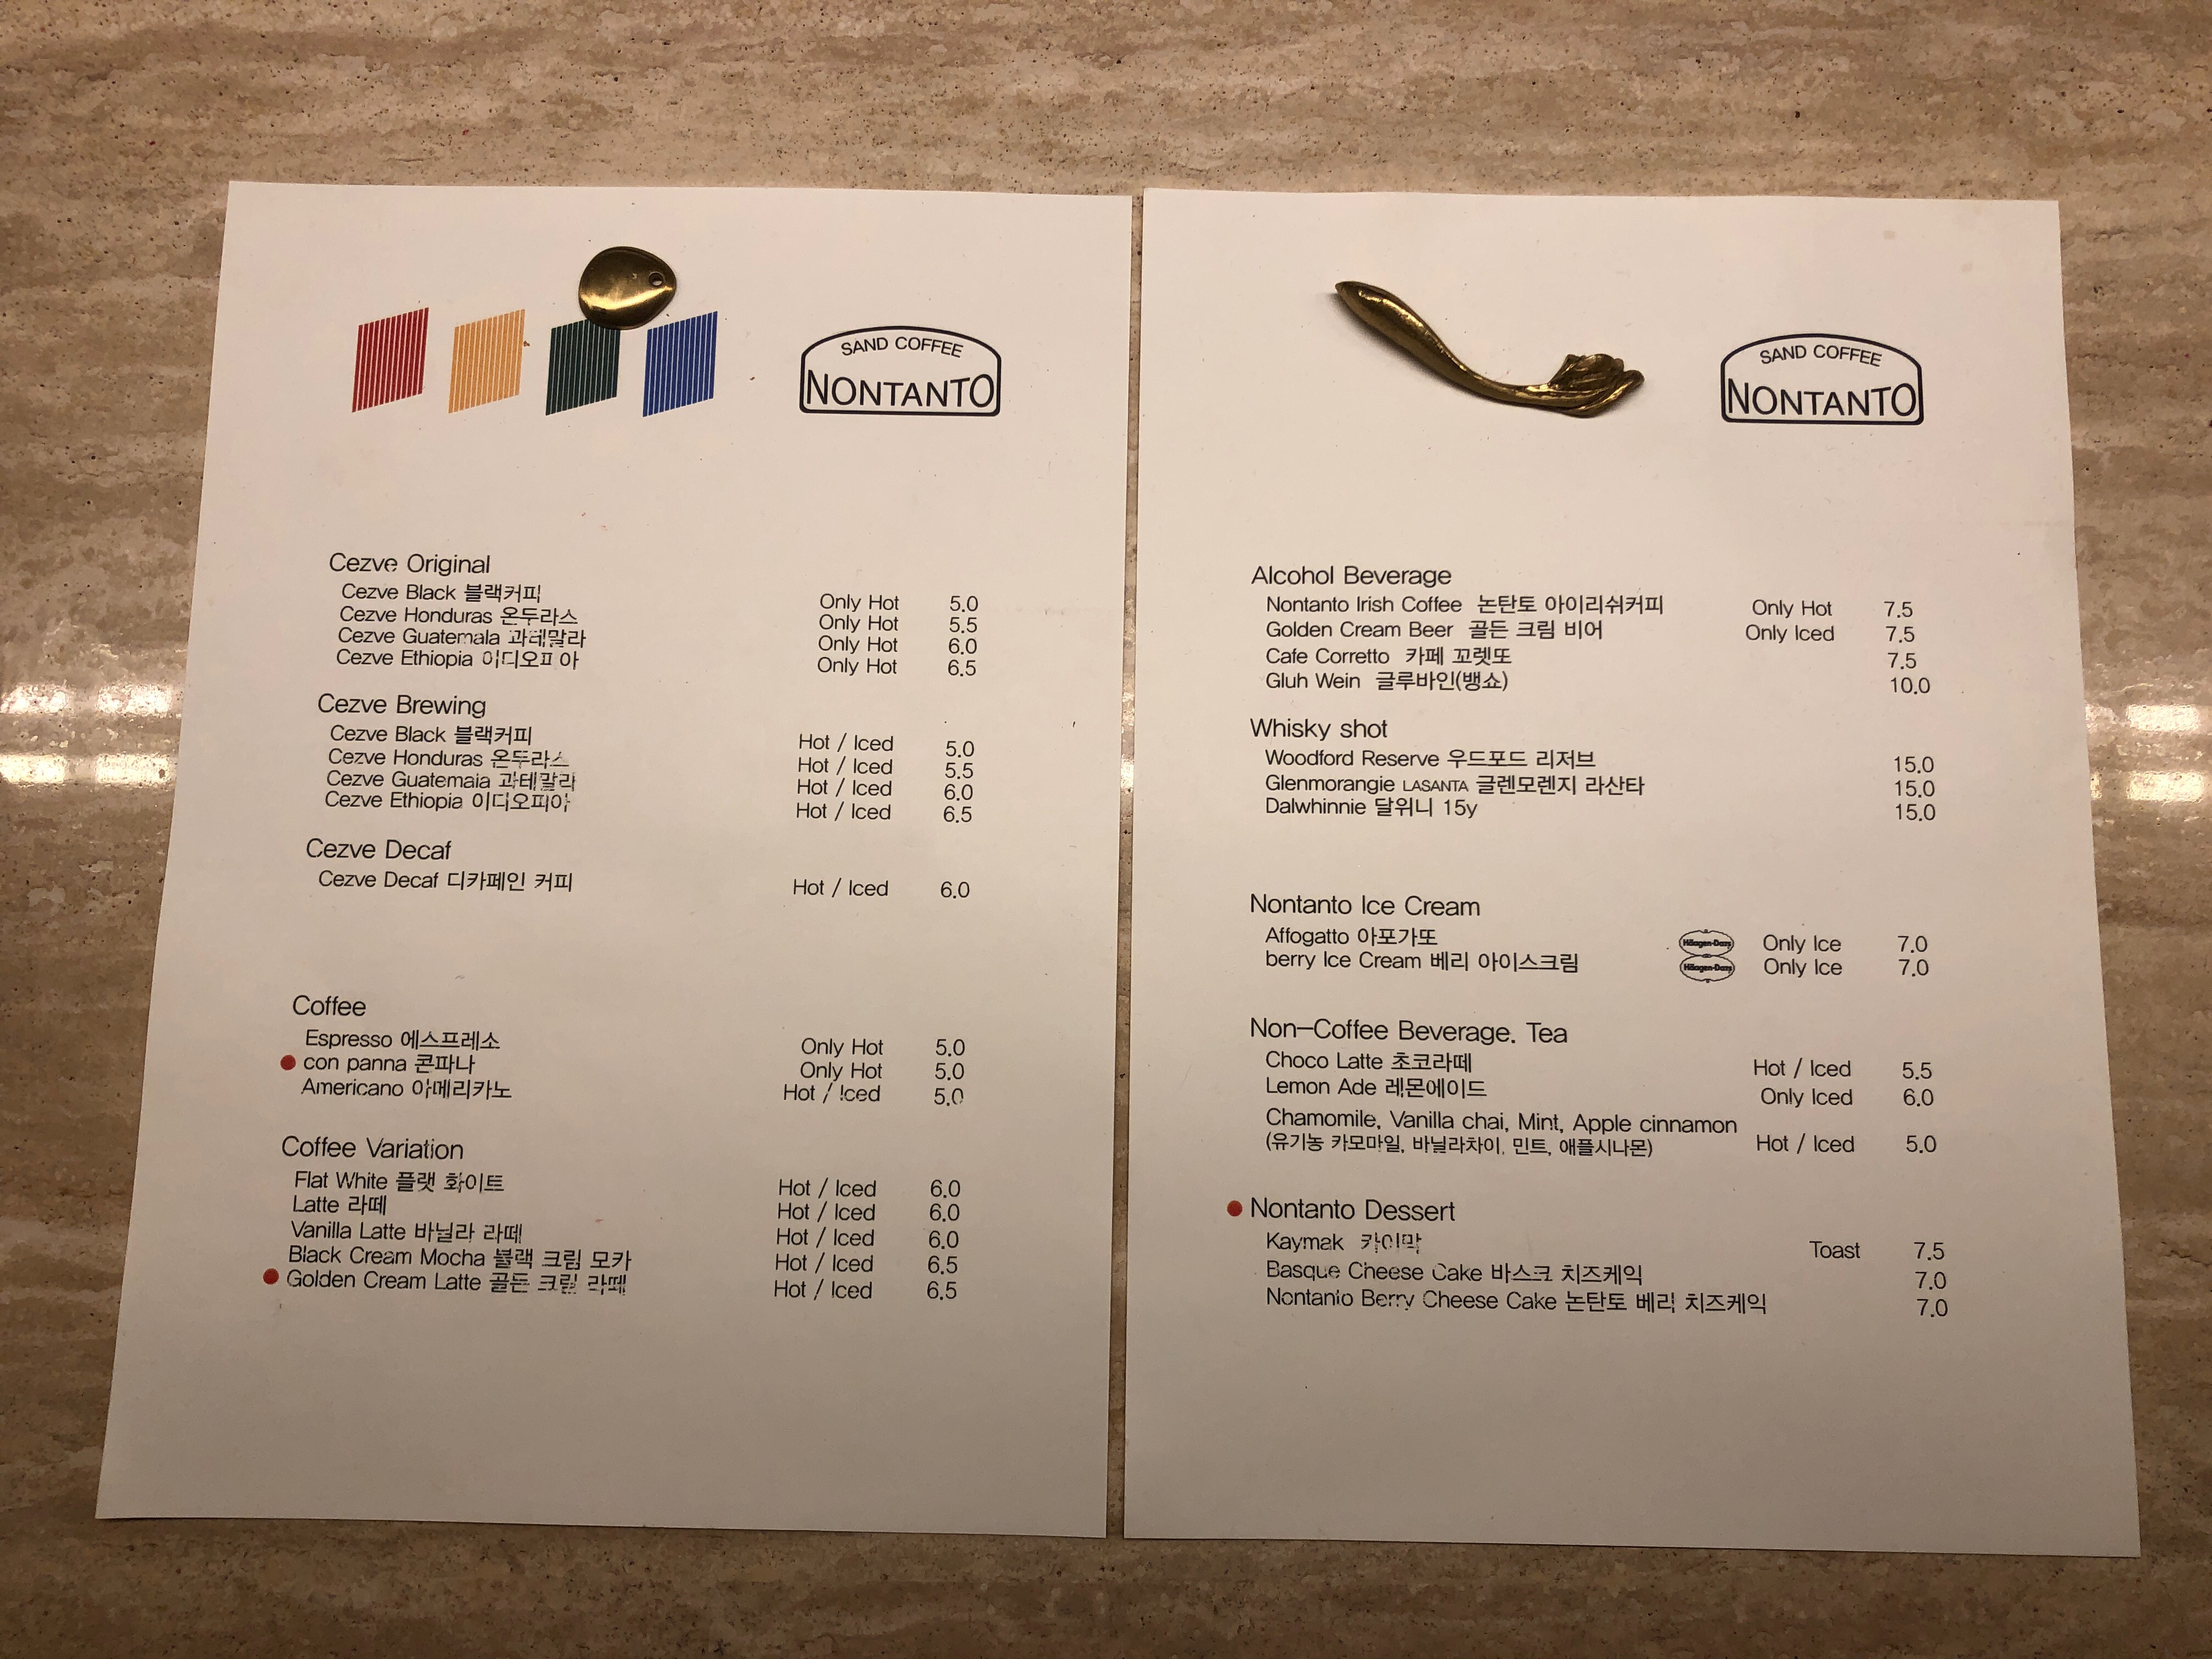 SAND COFFEE
NONTANTO
Cezve Original
Cezve Black 블랙커피 Only Hot 5.0
Cezve Honduras 온두라스 Only Hot 5.5
Cezve Guatemala 과테말라 Only Hot 6.0
Cezve Ethiopia 이디오피아 Only Hot 6.5
Cezve Brewing
Cezve Black 블랙커피 Hot / Iced 5.0
Cezve Honduras 온두라스 Hot / Iced 5.5
Cezve Guatemala 과테말라 Hot / Iced 6.0
Cezve Ethiopia 이디오피아 Hot / Iced 6.5
Cezve Decaf
Cezve Decaf 디카페인 커피 Hot / Iced 6.0
Coffee
Espresso 에스프레소 Only Hot 5.0
con panna 콘파나 Only Hot 5.0
Americano 아메리카노 Hot / Iced 5.0
Coffee Variation
Flat White 플랫 화이트 Hot / Iced 6.0
Latte 라떼 Hot / Iced 6.0
Vanilla Latte 바닐라 라떼 Hot / Iced 6.0
Black Cream Mocha 블랙 크림 모카 Hot / Iced 6.5
Golden Cream Latte 골든 크림 라떼 Hot / Iced 6.5
SAND COFFEE
NONTANTO
Alcohol Beverage
Nontanto Irish Coffee 논탄토 아이리쉬커피 Only Hot 7.5
Golden Cream Beer 골든 크림 비어 Only Iced 7.5
Cafe Corretto 카페 꼬렛또 7.5
Gluh Wein 글루바인(뱅쇼) 10.0
Whisky shot
Woodford Reserve 우드포드 리저브 15.0
Glenmorangie LASANTA 글렌모렌지 라산타 15.0
Dalwhinnie 달위니 15y 15.0
Nontanto Ice Cream
Affogatto 아포가또 Häagen-Dazs Only Ice 7.0
berry Ice Cream 베리 아이스크림 Häagen-Dazs Only Ice 7.0
Non-Coffee Beverage. Tea
Choco Latte 초코라떼 Hot / Iced 5.5
Lemon Ade 레몬에이드 Only Iced 6.0
Chamomile, Vanilla chai, Mint, Apple cinnamon
(유기농 카모마일, 바닐라차이, 민트, 애플시나몬) Hot / Iced 5.0
Nontanto Dessert
Kaymak 카이막 Toast 7.5
Basque Cheese Cake 바스크 치즈케익 7.0
Nontanto Berry Cheese Cake 논탄토 베리 치즈케익 7.0